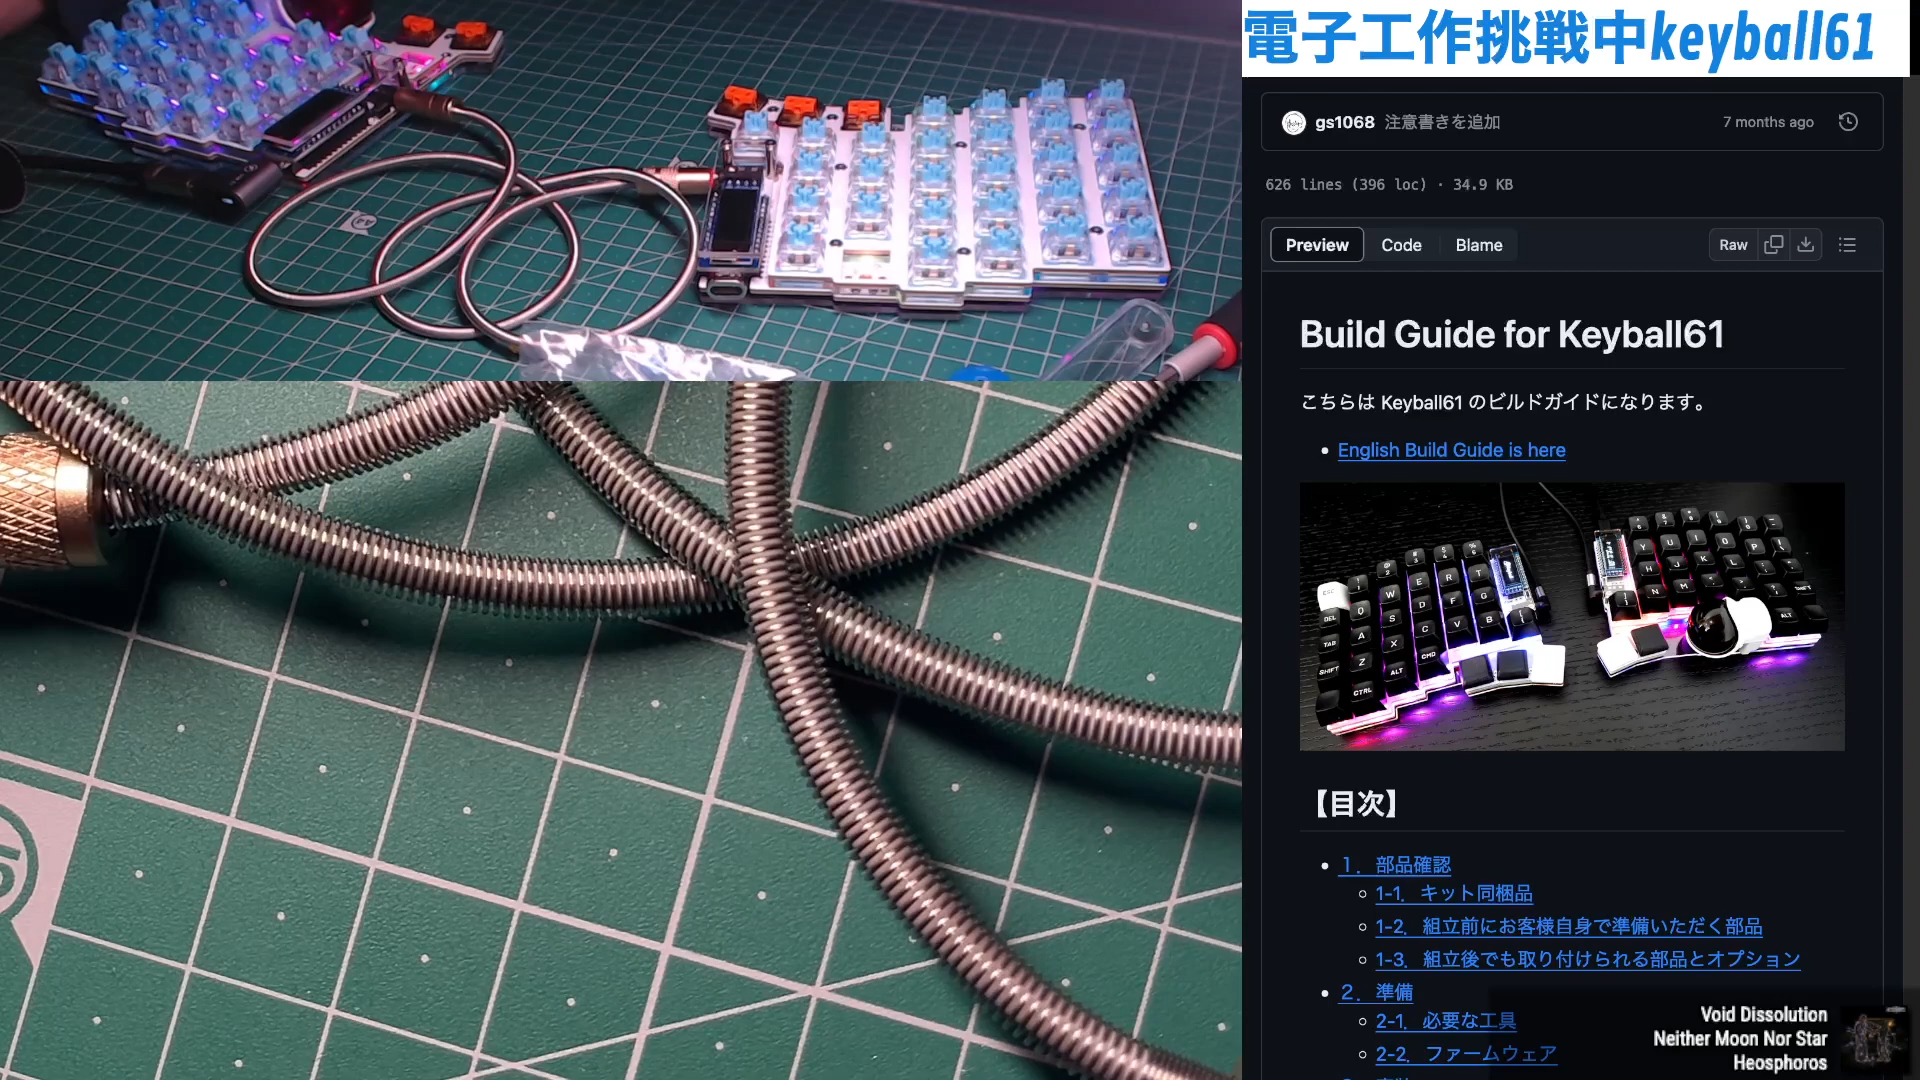 電子工作挑戦中keyball61
gs1068 注意書きを追加 7 months ago
626 lines (396 loc) · 34.9 KB
Preview Code Blame Raw
Build Guide for Keyball61
こちらは Keyball61 のビルドガイドになります。
English Build Guide is here
【目次】
1. 部品確認
1-1. キット同梱品
1-2. 組立前にお客様自身で準備いただく部品
1-3. 組立後でも取り付けられる部品とオプション
2. 準備
2-1. 必要な工具
2-2. ファームウェア
Void Dissolution
Neither Moon Nor Star
Heosphoros